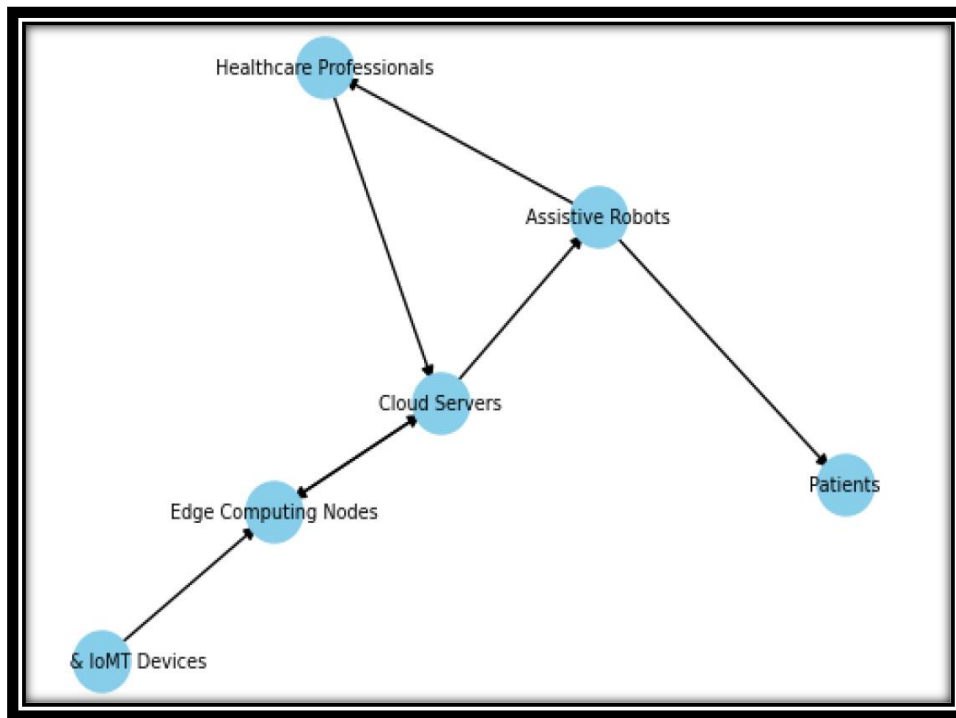 Healthcare Professionals
Assistive Robots
Cloud Servers
Patients
Edge Computing Nodes
& IoMT Devices